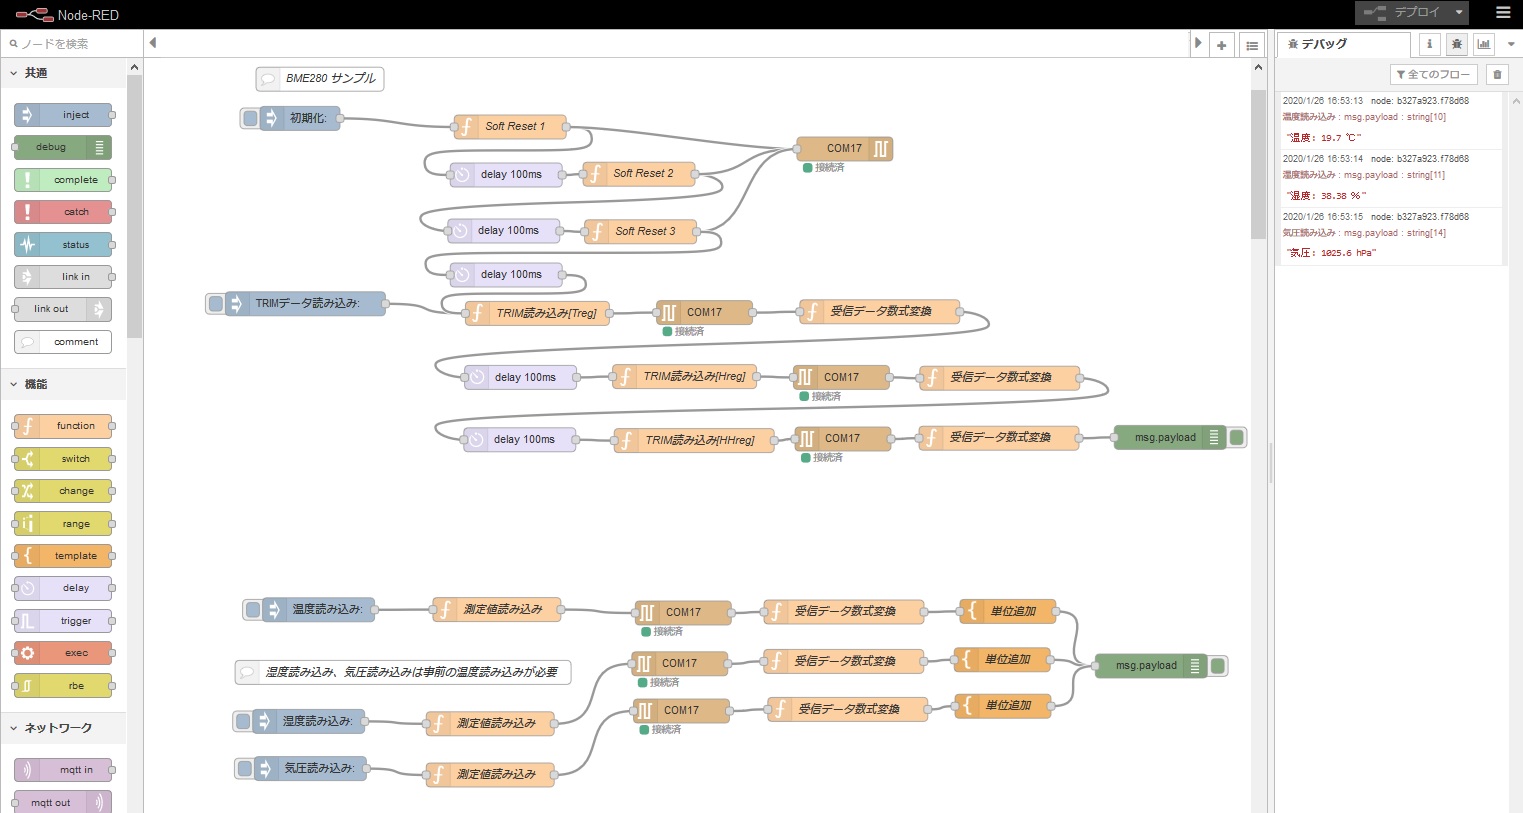 Node-RED
デプロイ
ノードを検索
デバッグ
i
共通
全てのフロー
inject
debug
complete
catch
status
link in
link out
comment
機能
function
switch
change
range
template
delay
trigger
exec
rbe
ネットワーク
mqtt in
mqtt out
BME280 サンプル
初期化:
Soft Reset 1
COM17
接続済
delay 100ms
Soft Reset 2
delay 100ms
Soft Reset 3
delay 100ms
TRIMデータ読み込み:
TRIM読み込み[Treg]
COM17
接続済
受信データ数式変換
delay 100ms
TRIM読み込み[Hreg]
COM17
接続済
受信データ数式変換
delay 100ms
TRIM読み込み[HHreg]
COM17
接続済
受信データ数式変換
msg.payload
温度読み込み:
測定値読み込み
COM17
接続済
受信データ数式変換
単位追加
湿度読み込み、気圧読み込みは事前の温度読み込みが必要
COM17
接続済
受信データ数式変換
単位追加
msg.payload
湿度読み込み:
測定値読み込み
COM17
接続済
受信データ数式変換
単位追加
気圧読み込み:
測定値読み込み
2020/1/26 16:53:13 node: b327a923.f78d68
温度読み込み : msg.payload : string[10]
"温度: 19.7 ℃"
2020/1/26 16:53:14 node: b327a923.f78d68
湿度読み込み : msg.payload : string[11]
"湿度: 38.38 %"
2020/1/26 16:53:15 node: b327a923.f78d68
気圧読み込み : msg.payload : string[14]
"気圧: 1025.6 hPa"